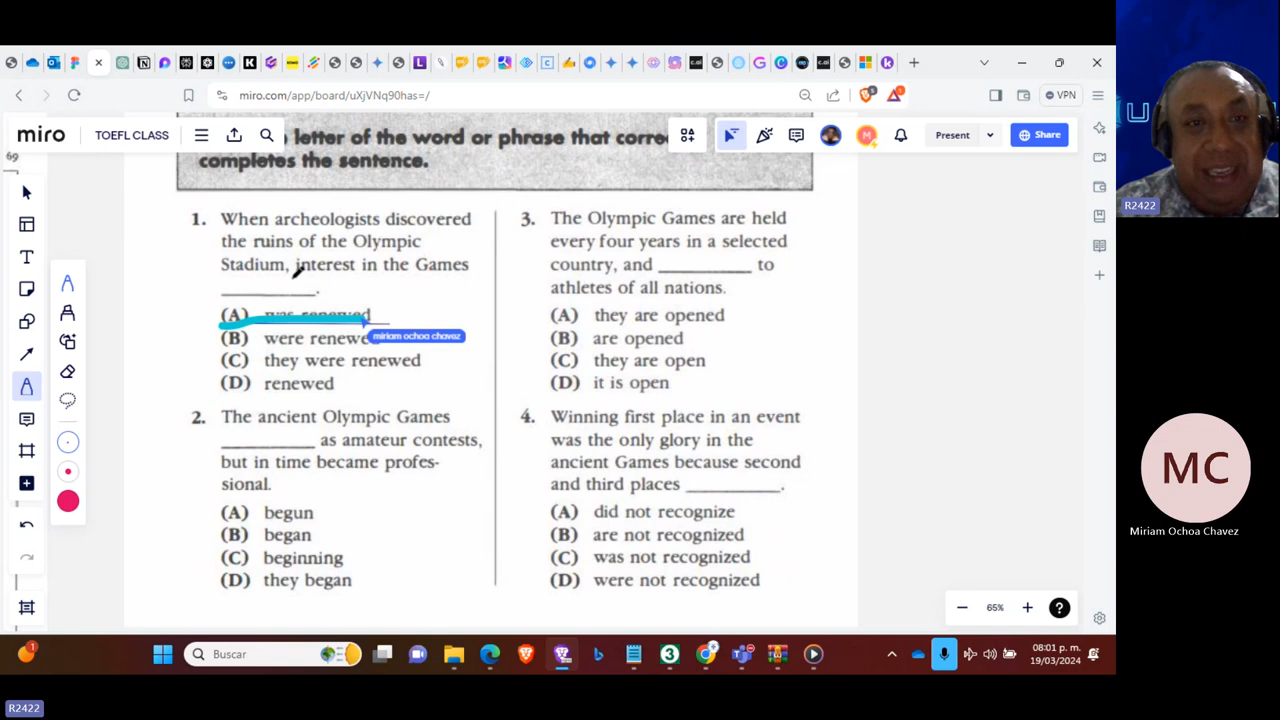 miro.com/app/board/uXjVNq90has=/
VPN
miro
TOEFL CLASS
Present
Share
69
letter of the word or phrase that corre
completes the sentence.
1. When archeologists discovered
the ruins of the Olympic
Stadium, interest in the Games
__________.
(A) was renewed
(B) were renewe
miriam ochoa chavez
(C) they were renewed
(D) renewed
2. The ancient Olympic Games
__________ as amateur contests,
but in time became profes-
sional.
(A) begun
(B) began
(C) beginning
(D) they began
3. The Olympic Games are held
every four years in a selected
country, and __________ to
athletes of all nations.
(A) they are opened
(B) are opened
(C) they are open
(D) it is open
4. Winning first place in an event
was the only glory in the
ancient Games because second
and third places __________.
(A) did not recognize
(B) are not recognized
(C) was not recognized
(D) were not recognized
65%
R2422
MC
Miriam Ochoa Chavez
Buscar
08:01 p. m.
19/03/2024
R2422